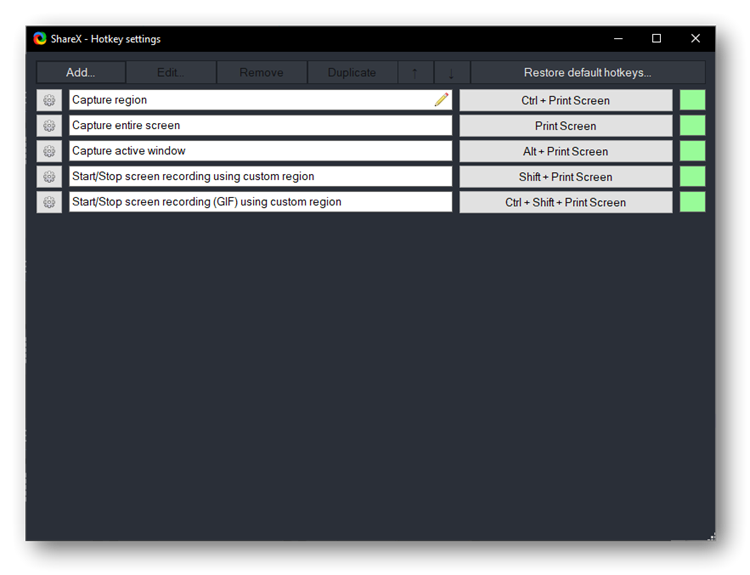 ShareX - Hotkey settings
Add... Edit... Remove Duplicate ↑ ↓ Restore default hotkeys...
Capture region Ctrl + Print Screen
Capture entire screen Print Screen
Capture active window Alt + Print Screen
Start/Stop screen recording using custom region Shift + Print Screen
Start/Stop screen recording (GIF) using custom region Ctrl + Shift + Print Screen